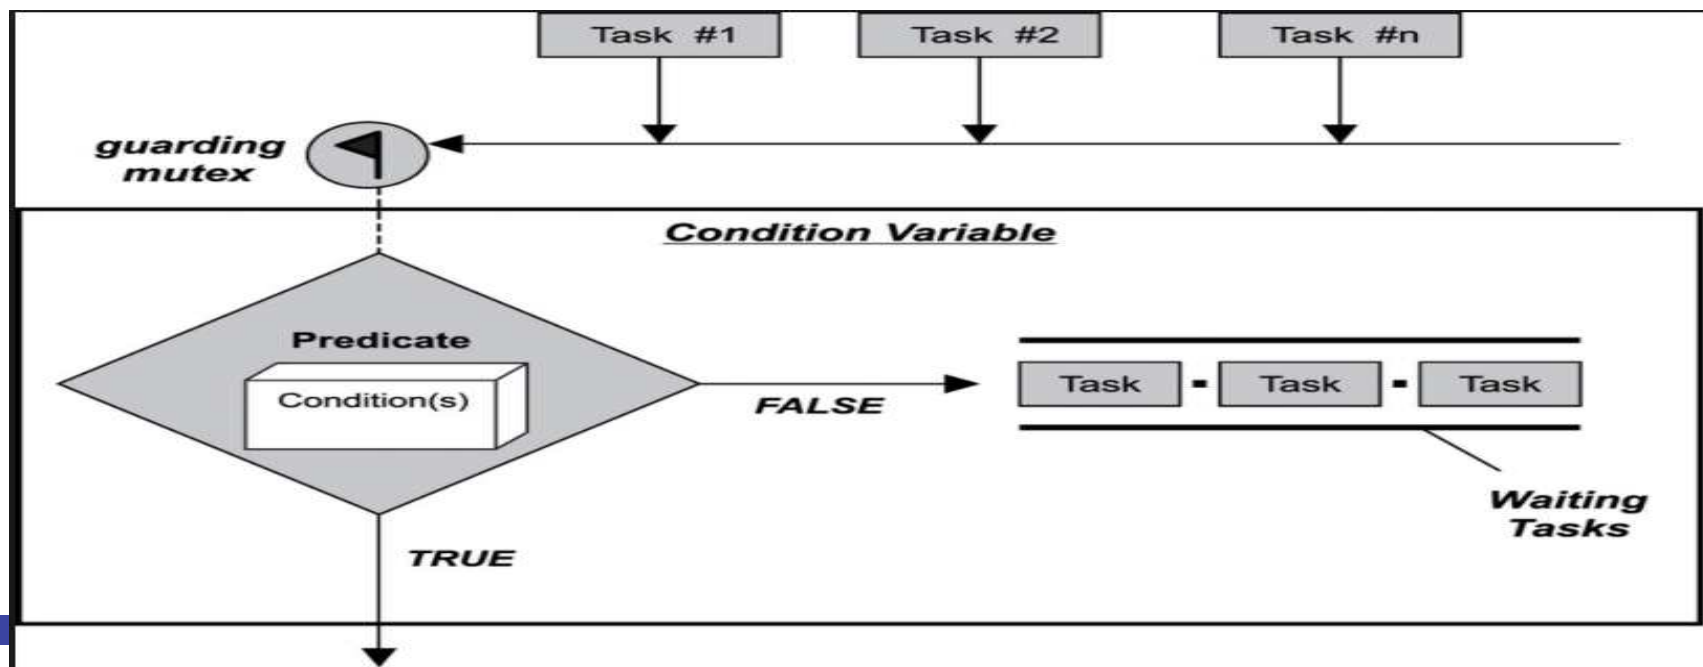 Task #1
Task #2
Task #n
guarding
mutex
Condition Variable
Predicate
Condition(s)
FALSE
Task
Task
Task
Waiting
Tasks
TRUE